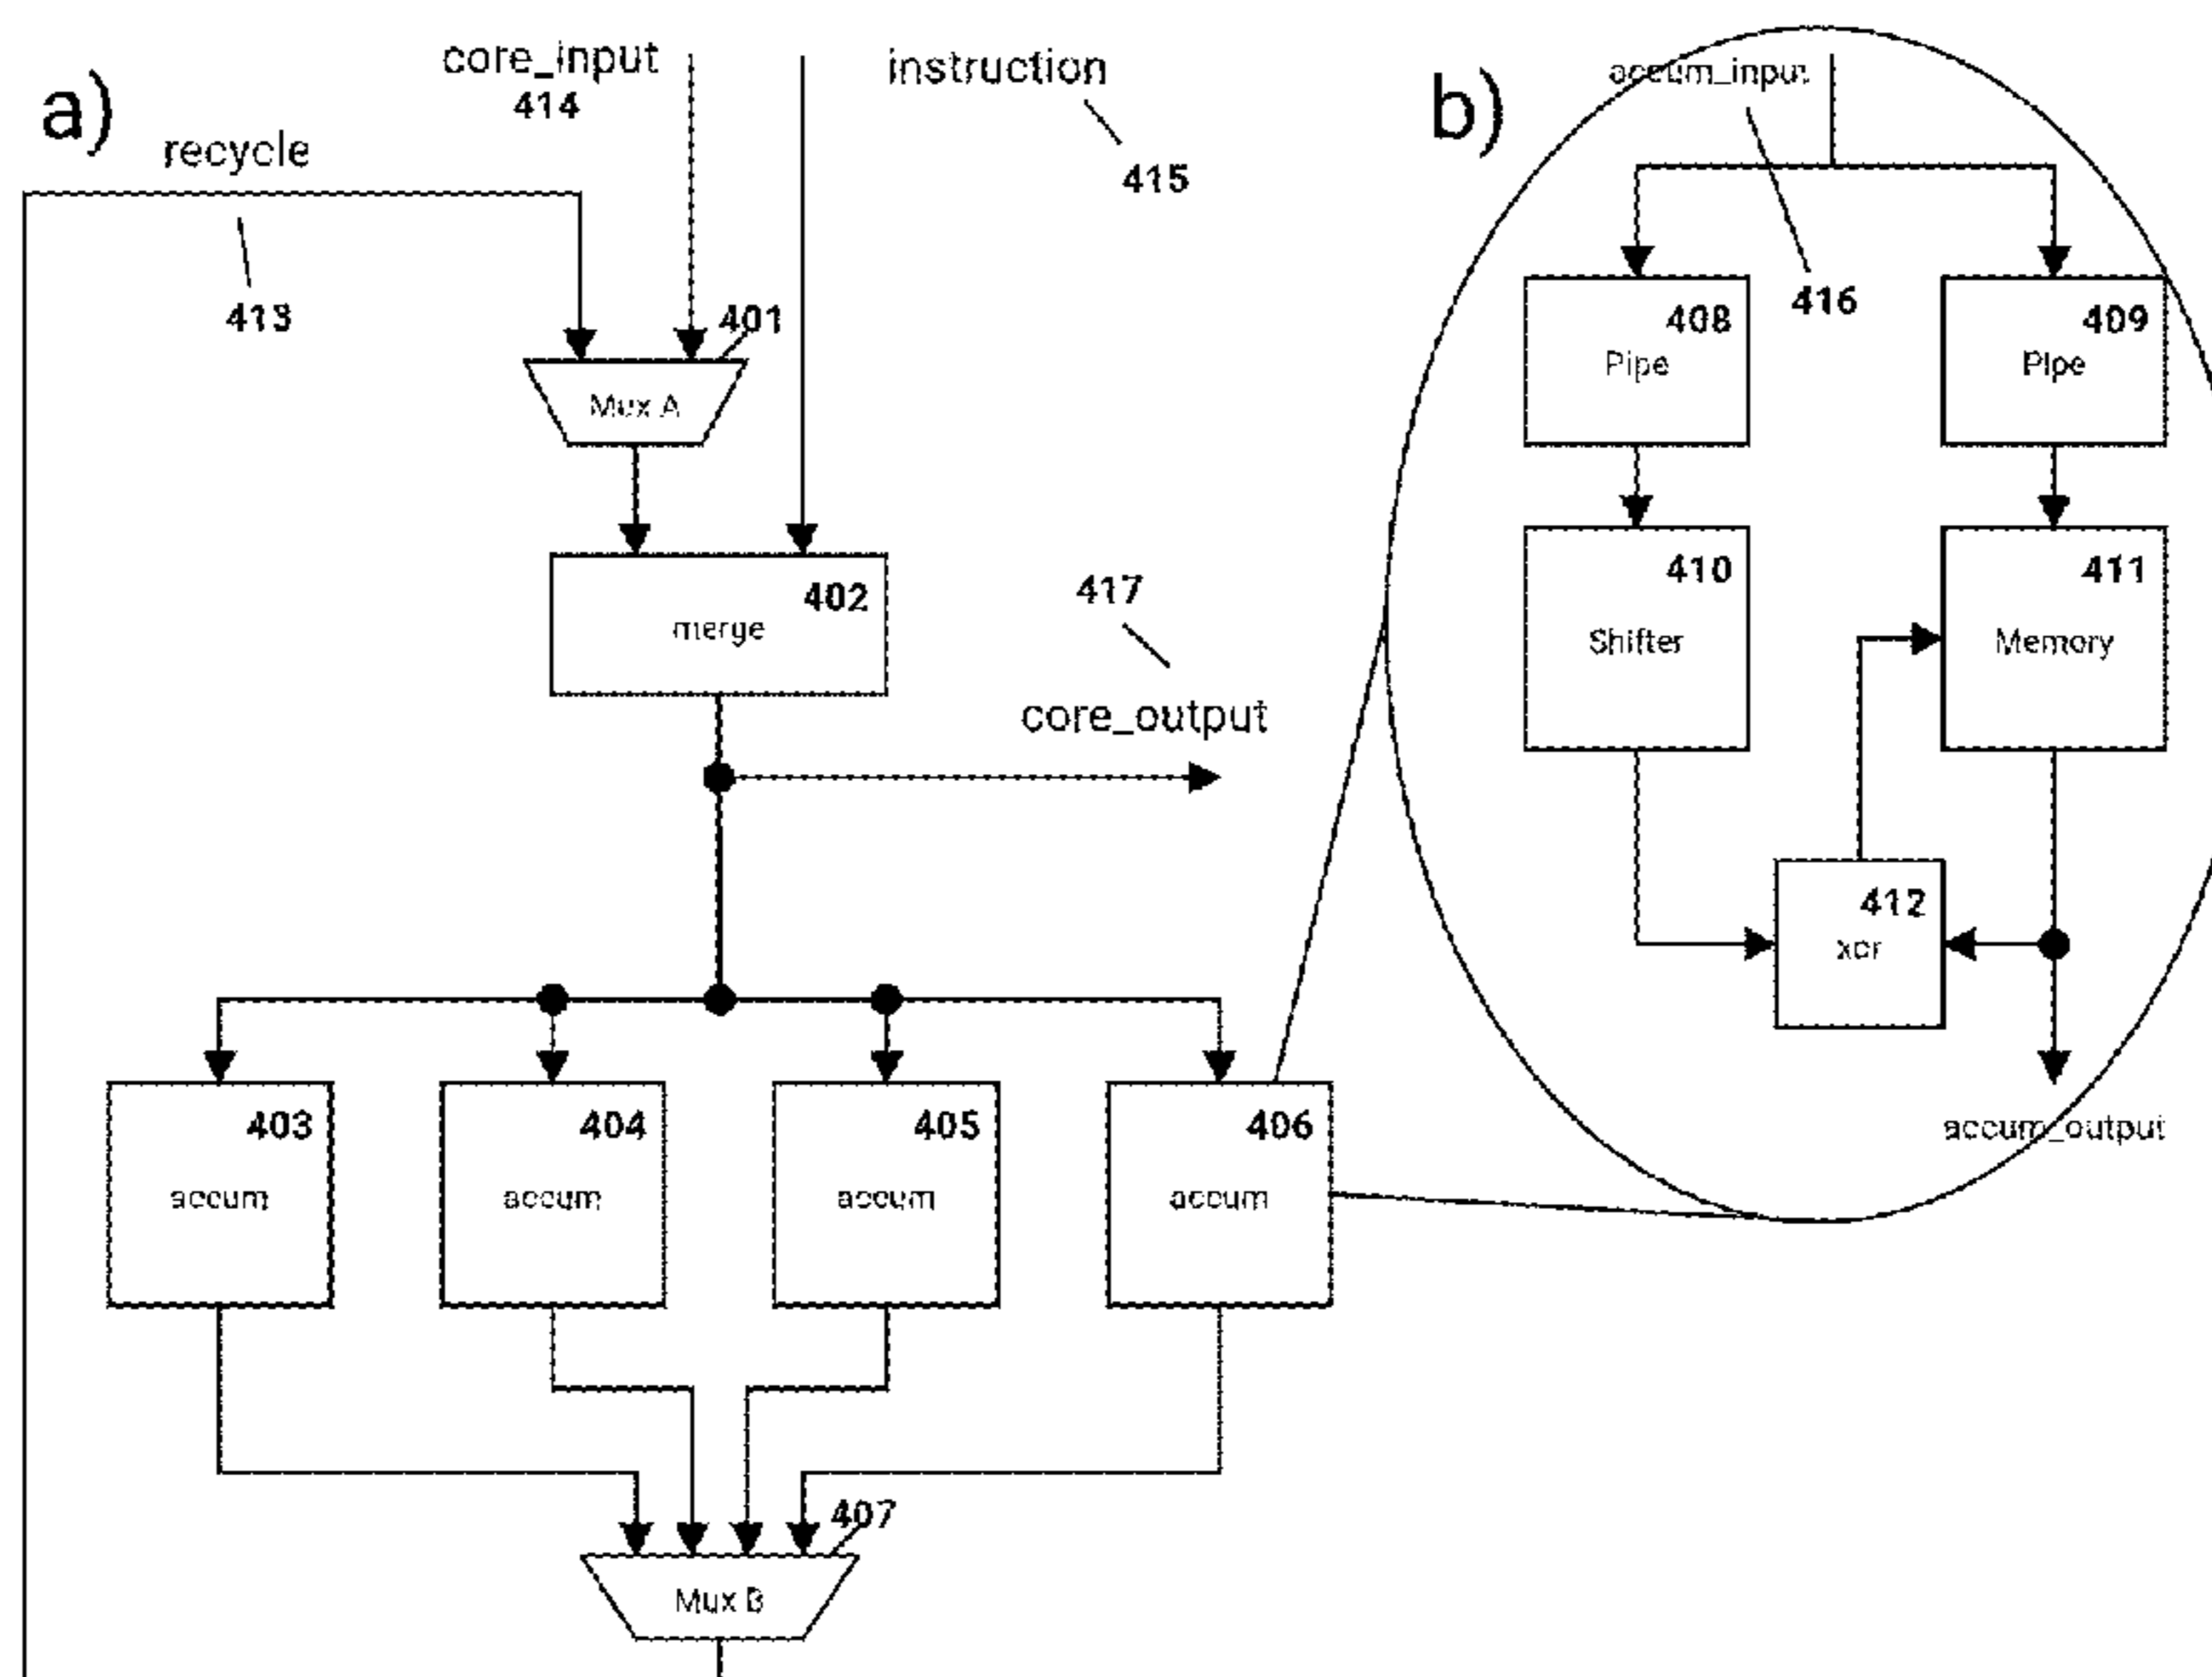 a)
core_input
414
instruction
415
recycle
413
401
Mux A
402
merge
417
core_output
403
accum
404
accum
405
accum
406
accum
407
Mux B
b)
accum_input
416
408
Pipe
409
Pipe
410
Shifter
411
Memory
412
xor
accum_output